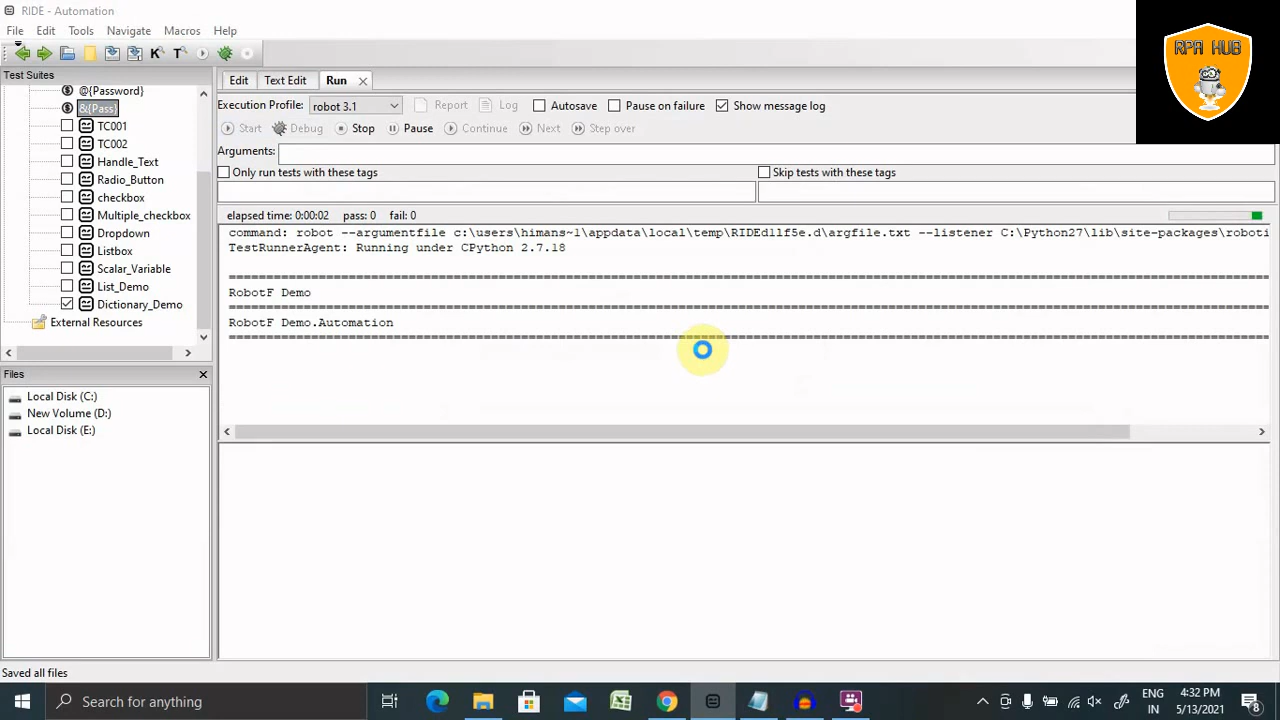 RIDE - Automation
File Edit Tools Navigate Macros Help
RPA HUB
K T
Test Suites
@{Password}
&{Pass}
TC001
TC002
Handle_Text
Radio_Button
checkbox
Multiple_checkbox
Dropdown
Listbox
Scalar_Variable
List_Demo
Dictionary_Demo
External Resources
Files
Local Disk (C:)
New Volume (D:)
Local Disk (E:)
Edit Text Edit Run
Execution Profile: robot 3.1 Report Log Autosave Pause on failure Show message log
Start Debug Stop Pause Continue Next Step over
Arguments:
Only run tests with these tags Skip tests with these tags
elapsed time: 0:00:02 pass: 0 fail: 0
command: robot --argumentfile c:\users\himans~1\appdata\local\temp\RIDEd1lf5e.d\argfile.txt --listener C:\Python27\lib\site-packages\roboti
TestRunnerAgent: Running under CPython 2.7.18
RobotF Demo
RobotF Demo.Automation
Saved all files
Search for anything
ENG
IN
4:32 PM
5/13/2021
8